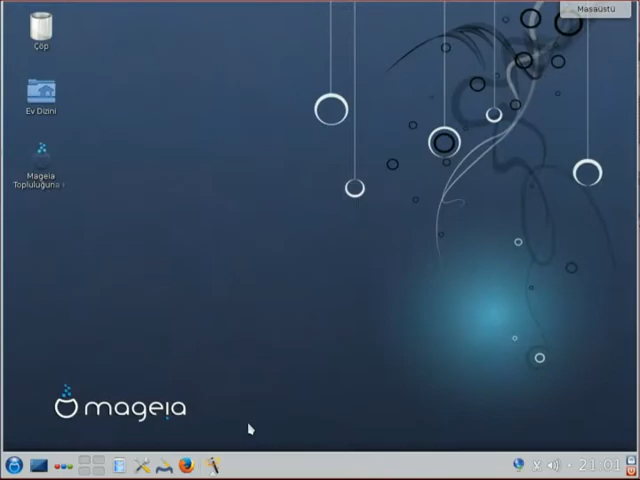 Masaüstü
Çöp
Ev Dizini
Mageia
Topluluğuna
mageia
21:01